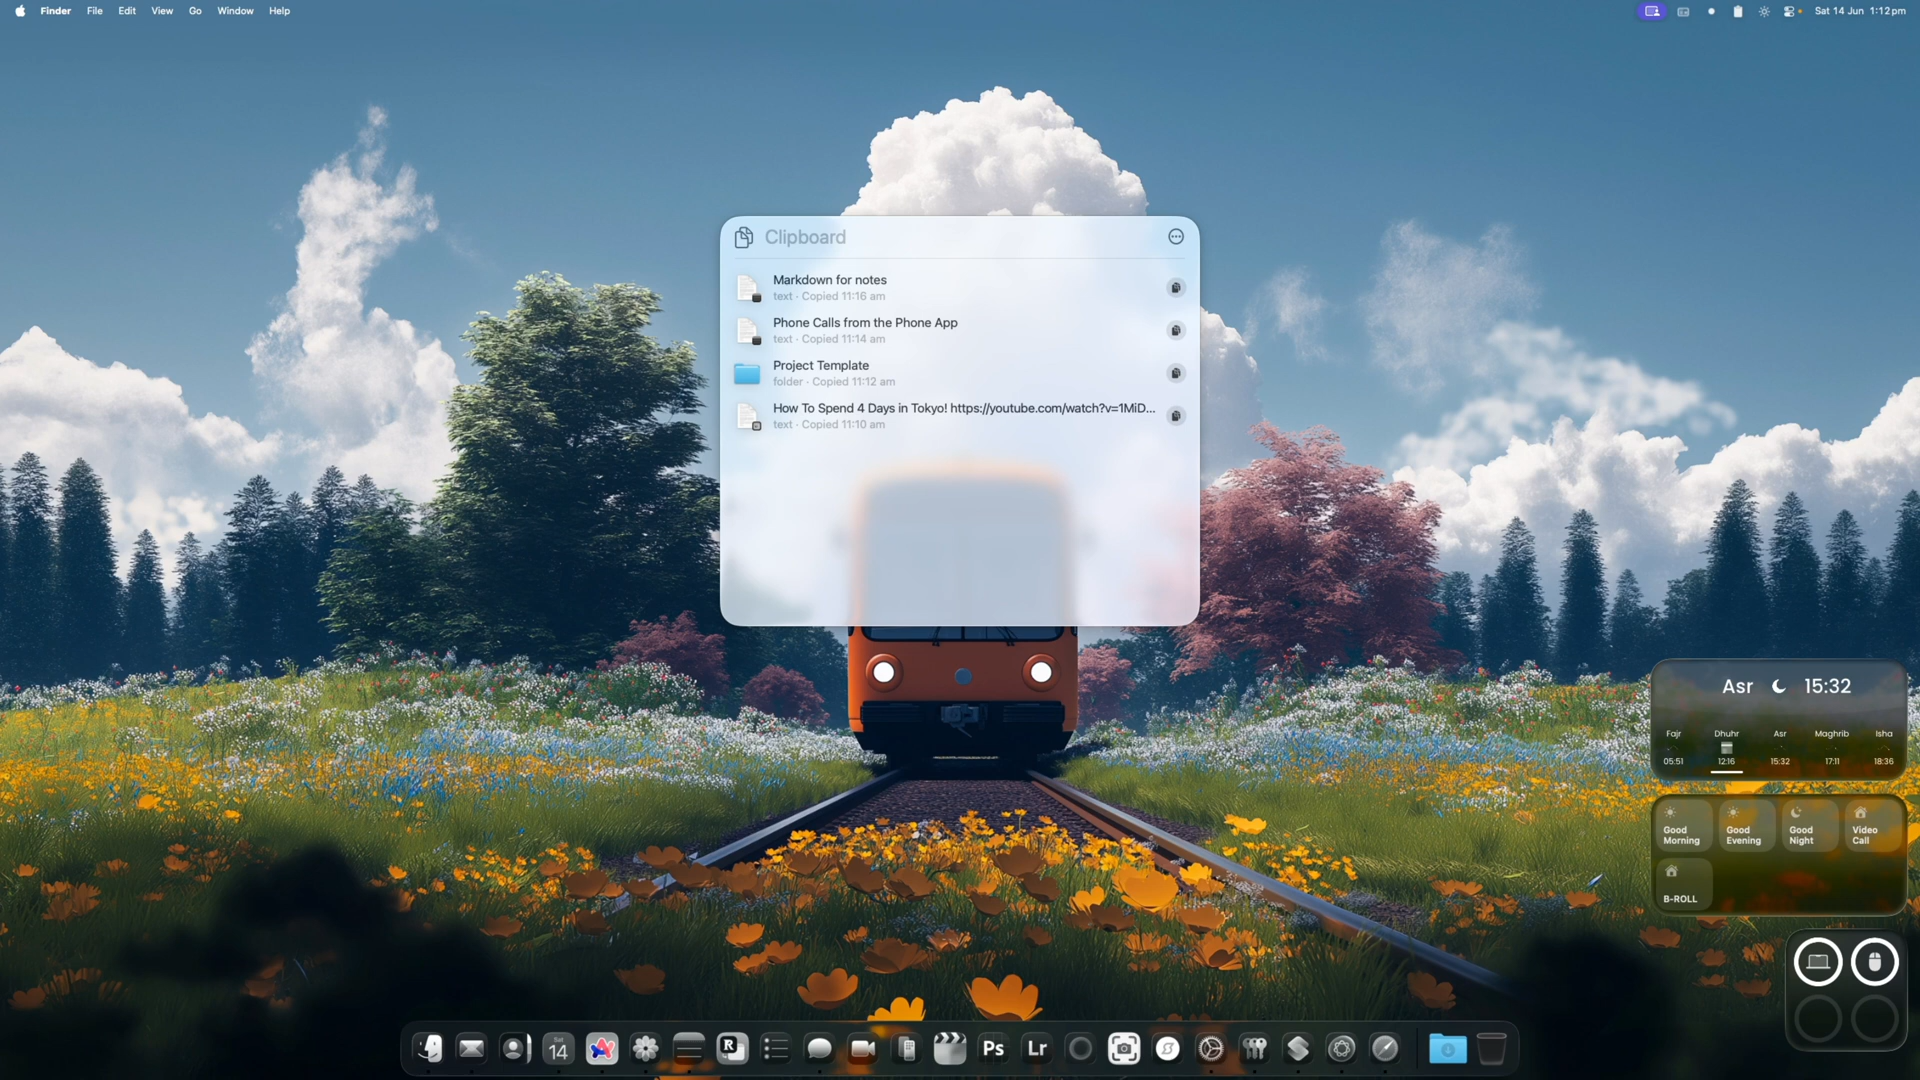 Finder File Edit View Go Window Help
Sat 14 Jun 1:12 pm
Clipboard
Markdown for notes
text · Copied 11:16 am
Phone Calls from the Phone App
text · Copied 11:14 am
Project Template
folder · Copied 11:12 am
How To Spend 4 Days in Tokyo! https://youtube.com/watch?v=1MiD...
text · Copied 11:10 am
Asr 15:32
Fajr Dhuhr Asr Maghrib Isha
05:51 12:16 15:32 17:11 18:36
Good Morning
Good Evening
Good Night
Video Call
B-ROLL
Sat
14
R
Ps
Lr